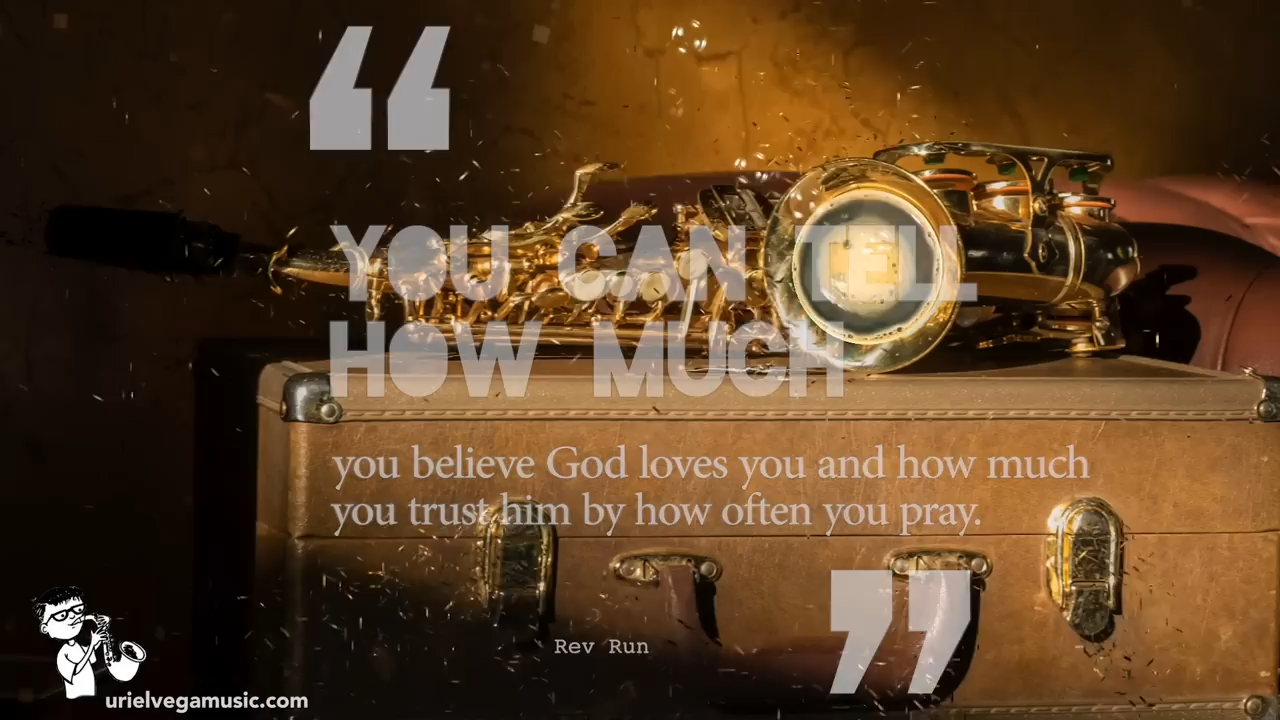 “
YOU CAN TELL
HOW MUCH
you believe God loves you and how much
you trust him by how often you pray.
”
Rev Run
urielvegamusic.com